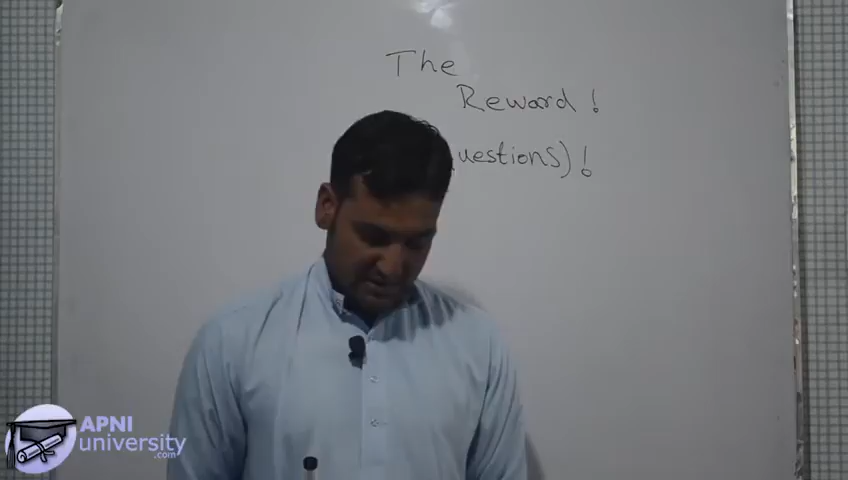 The
Reward !
uestions) !
APNI
university
.com